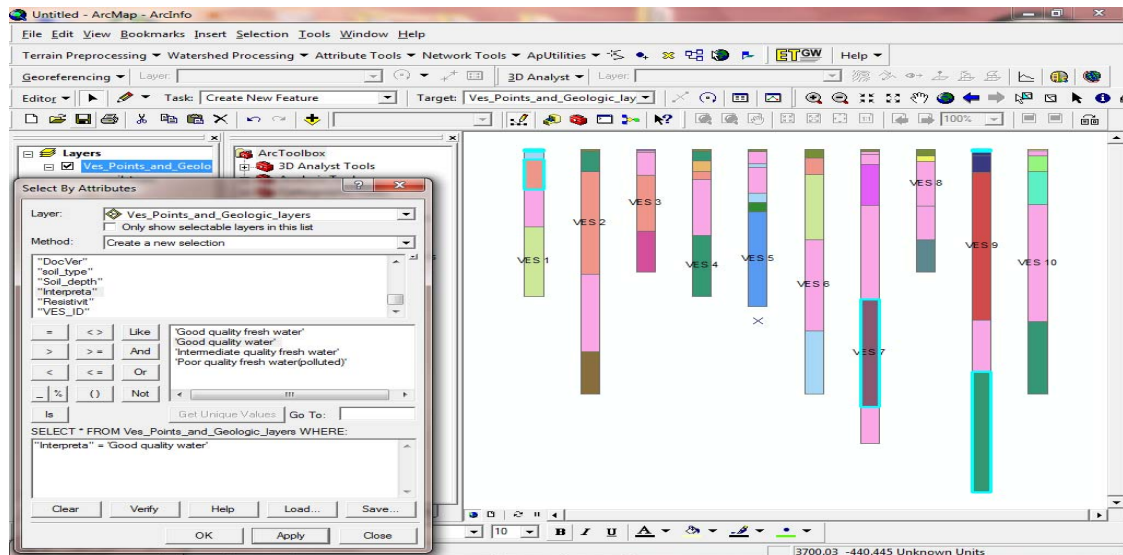 Untitled - ArcMap - ArcInfo
File Edit View Bookmarks Insert Selection Tools Window Help
Terrain Preprocessing Watershed Processing Attribute Tools Network Tools ApUtilities ETGW Help
Georeferencing Layer: 3D Analyst Layer:
Editor Task: Create New Feature Target: Ves_Points_and_Geologic_lay
100%
Layers
Ves_Points_and_Geolo
ArcToolbox
3D Analyst Tools
Select By Attributes
Layer: Ves_Points_and_Geologic_layers
Only show selectable layers in this list
Method: Create a new selection
"DocVer"
"soil_type"
"Soil_depth"
"Interpreta"
"Resistivit"
"VES_ID"
= < > Like
> > = And
< < = Or
_ % () Not
'Good quality fresh water'
'Good quality water'
'Intermediate quality fresh water'
'Poor quality fresh water(polluted)'
Is Get Unique Values Go To:
SELECT * FROM Ves_Points_and_Geologic_layers WHERE:
"Interpreta" = 'Good quality water'
Clear Verify Help Load... Save...
OK Apply Close
VES 1
VES 2
VES 3
VES 4
VES 5
VES 6
VES 7
VES 8
VES 9
VES 10
10 B I U A
3700.03 -440.445 Unknown Units